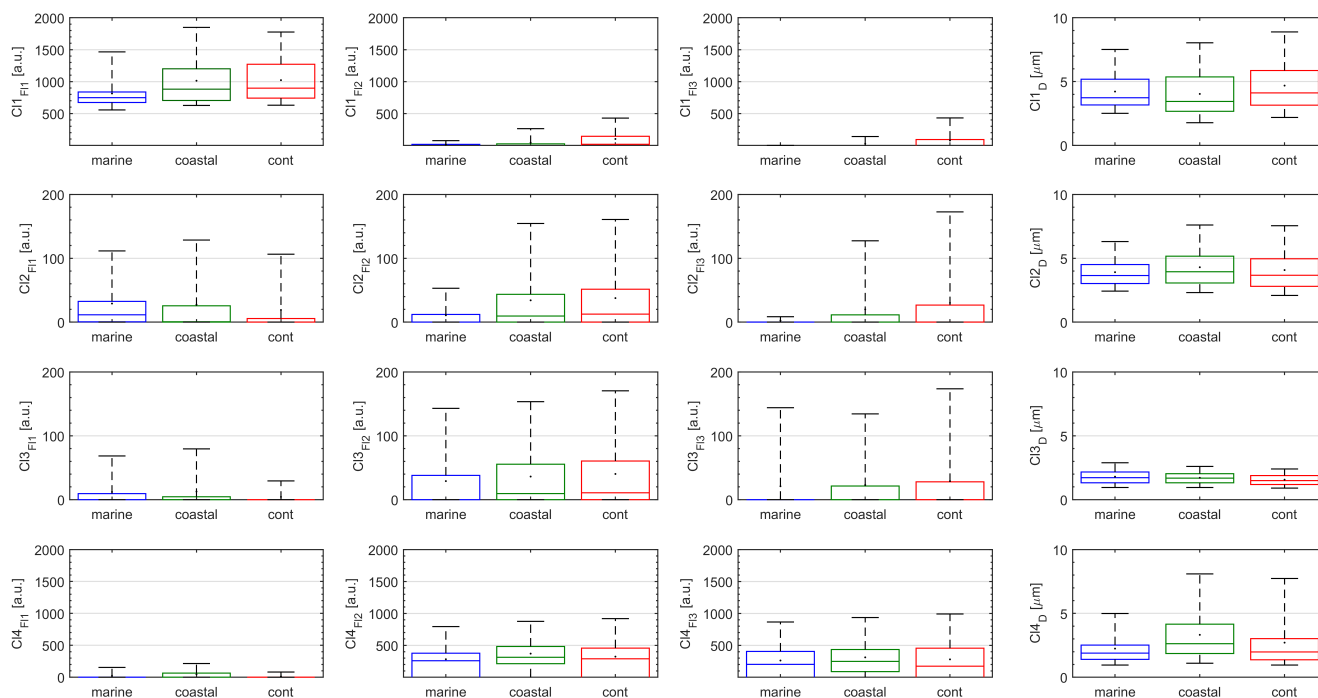 2000 2000 2000 10
1500 1500 1500
1000 1000 1000 5
500 500 500
0
marine coastal cont marine coastal cont marine coastal cont marine coastal cont
Cl1Fl1 [a.u.] Cl1Fl2 [a.u.] Cl1Fl3 [a.u.] Cl1D [μm]
200 200 200 10
100 100 100 5
0 0 0 0
marine coastal cont marine coastal cont marine coastal cont marine coastal cont
Cl2Fl1 [a.u.] Cl2Fl2 [a.u.] Cl2Fl3 [a.u.] Cl2D [μm]
200 200 200 10
100 100 100 5
0 0 0 0
marine coastal cont marine coastal cont marine coastal cont marine coastal cont
Cl3Fl1 [a.u.] Cl3Fl2 [a.u.] Cl3Fl3 [a.u.] Cl3D [μm]
2000 2000 2000 10
1500 1500 1500
1000 1000 1000 5
500 500 500
0 0
marine coastal cont marine coastal cont marine coastal cont marine coastal cont
Cl4Fl1 [a.u.] Cl4Fl2 [a.u.] Cl4Fl3 [a.u.] Cl4D [μm]